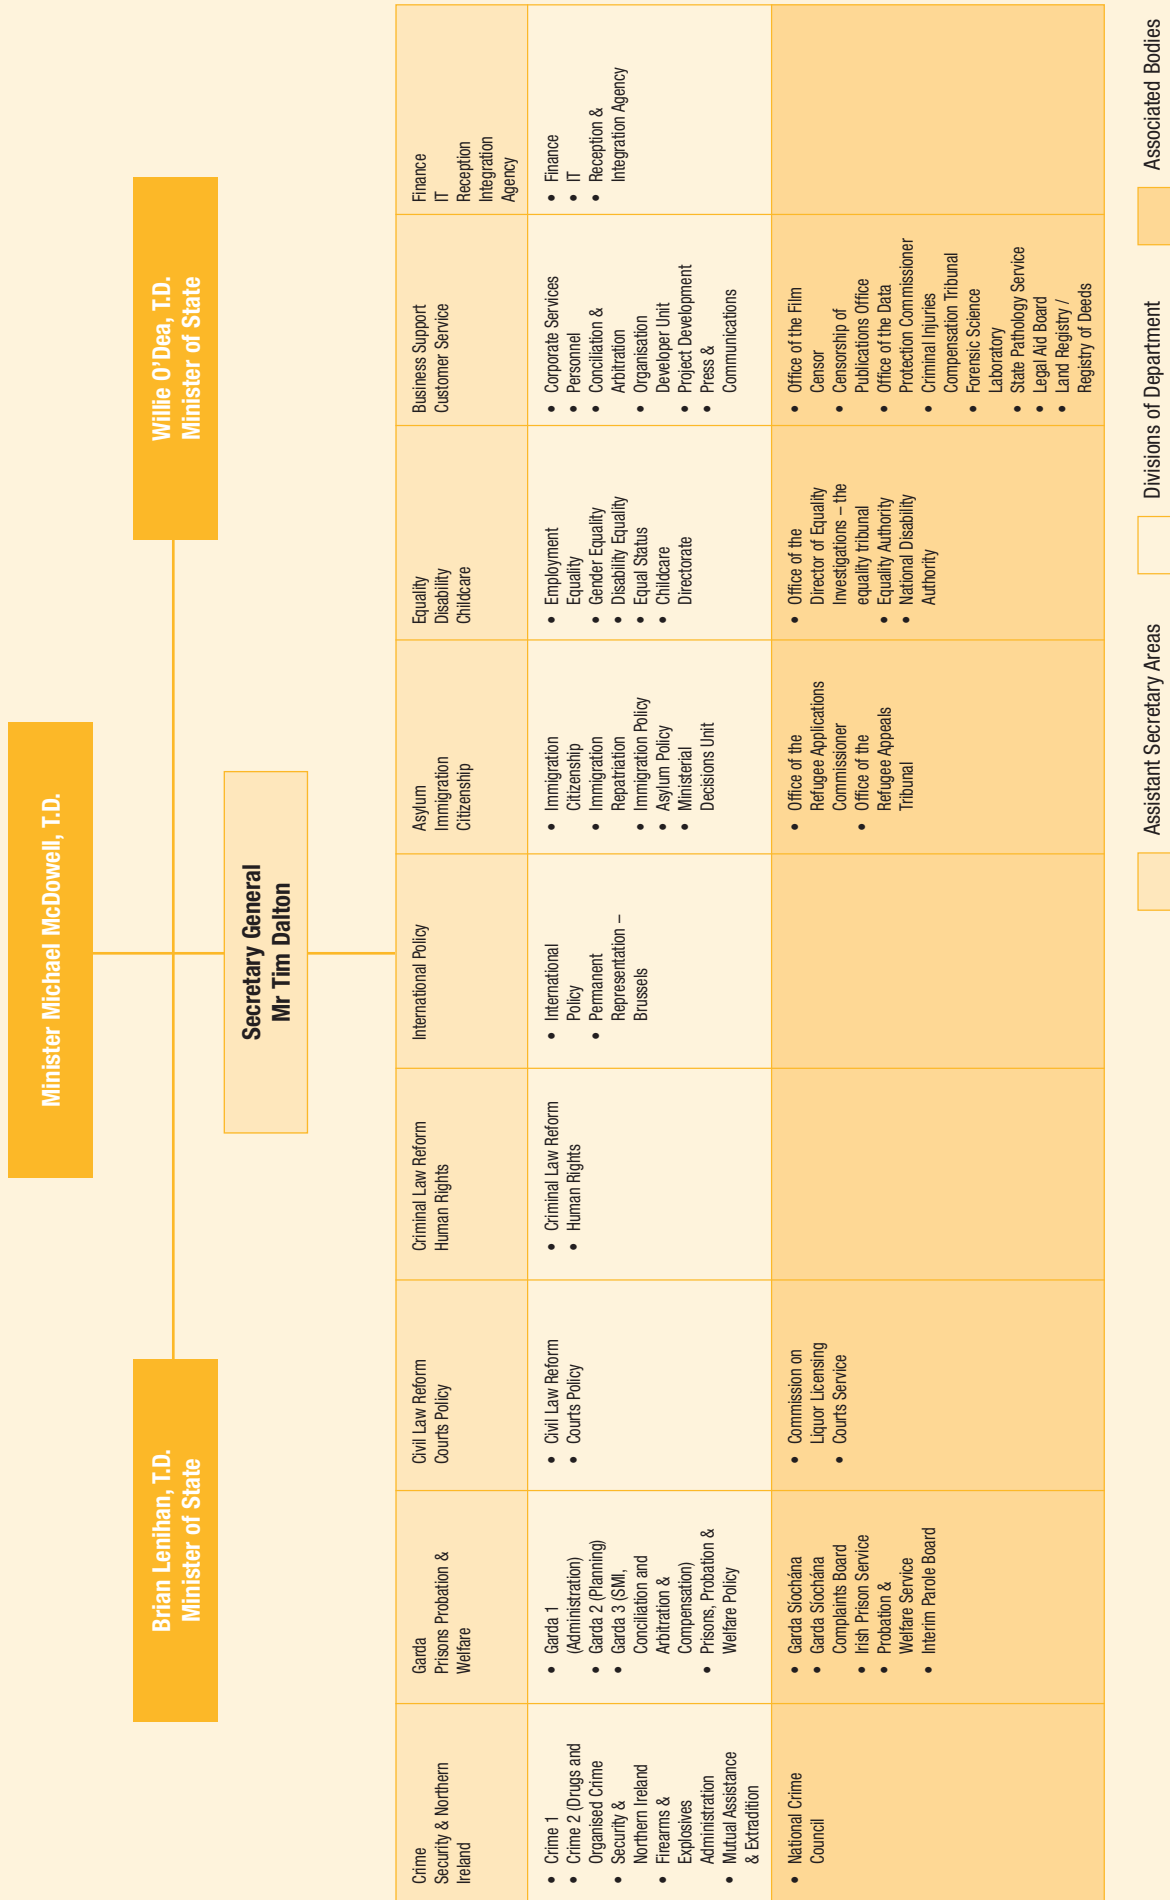 Minister Michael McDowell, T.D.
Brian Lenihan, T.D.
Minister of State
Willie O'Dea, T.D.
Minister of State
Secretary General
Mr Tim Dalton
Crime
Security & Northern
Ireland
Garda
Prisons Probation &
Welfare
Civil Law Reform
Courts Policy
Criminal Law Reform
Human Rights
International Policy
Asylum
Immigration
Citizenship
Equality
Disability
Childcare
Business Support
Customer Service
Finance
IT
Reception
Integration
Agency
• Crime 1
• Crime 2 (Drugs and
Organised Crime
• Security &
Northern Ireland
• Firearms &
Explosives
Administration
• Mutual Assistance
& Extradition
• Garda 1
(Administration)
• Garda 2 (Planning)
• Garda 3 (SMI,
Conciliation and
Arbitration &
Compensation)
• Prisons, Probation &
Welfare Policy
• Civil Law Reform
• Courts Policy
• Criminal Law Reform
• Human Rights
• International
Policy
• Permanent
Representation –
Brussels
• Immigration
Citizenship
• Immigration
Repatriation
• Immigration Policy
• Asylum Policy
• Ministerial
Decisions Unit
• Employment
Equality
• Gender Equality
• Disability Equality
• Equal Status
• Childcare
Directorate
• Corporate Services
• Personnel
• Conciliation &
Arbitration
• Organisation
Developer Unit
• Project Development
• Press &
Communications
• Finance
• IT
• Reception &
Integration Agency
• National Crime
Council
• Garda Síochána
• Garda Síochána
Complaints Board
• Irish Prison Service
• Probation &
Welfare Service
• Interim Parole Board
• Commission on
Liquor Licensing
• Courts Service
• Office of the
Refugee Applications
Commissioner
• Office of the
Refugee Appeals
Tribunal
• Office of the
Director of Equality
Investigations – the
equality tribunal
• Equality Authority
• National Disability
Authority
• Office of the Film
Censor
• Censorship of
Publications Office
• Office of the Data
Protection Commissioner
• Criminal Injuries
Compensation Tribunal
• Forensic Science
Laboratory
• State Pathology Service
• Legal Aid Board
• Land Registry /
Registry of Deeds
Assistant Secretary Areas
Divisions of Department
Associated Bodies